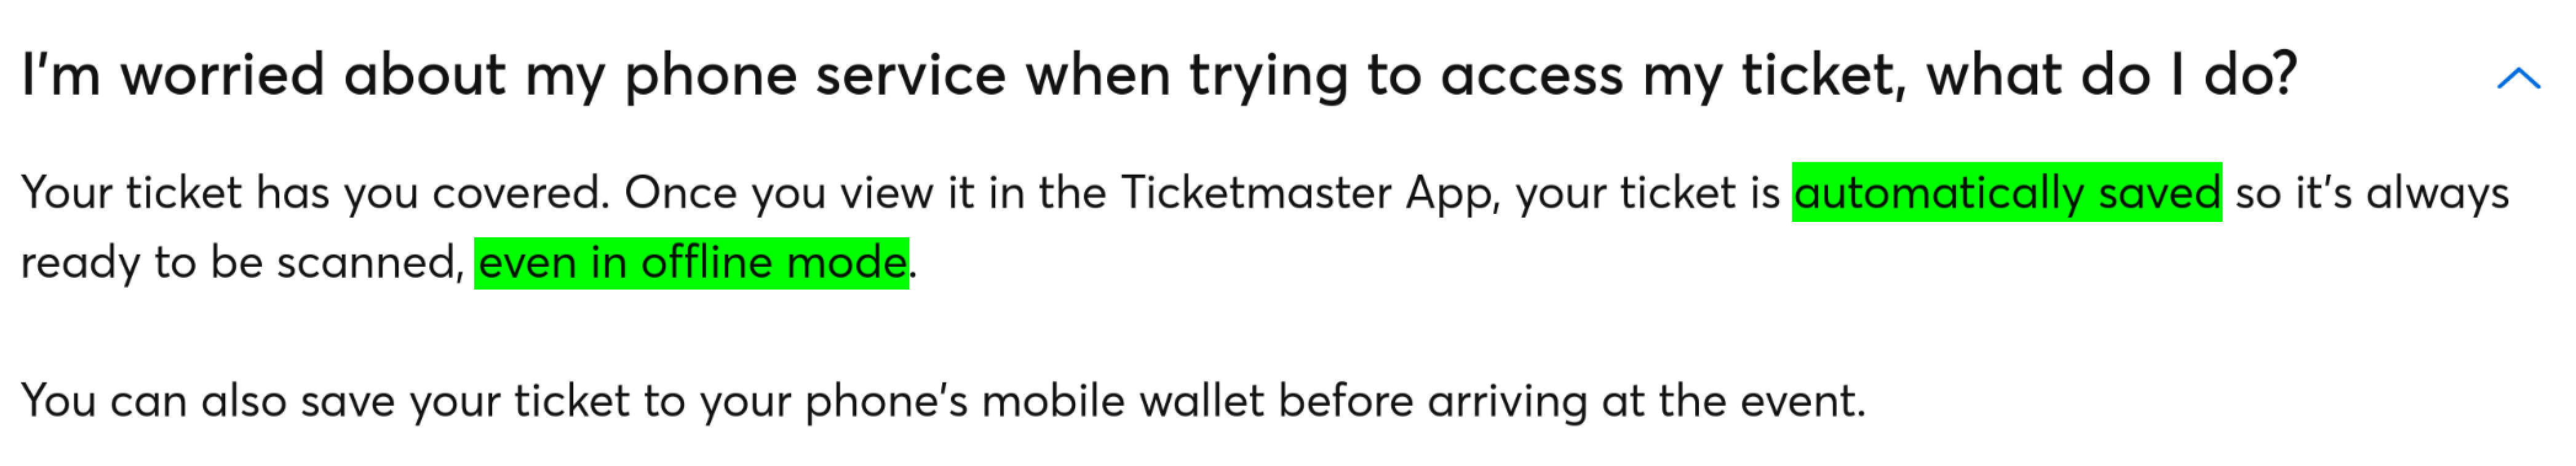 I'm worried about my phone service when trying to access my ticket, what do I do?
Your ticket has you covered. Once you view it in the Ticketmaster App, your ticket is automatically saved so it's always
ready to be scanned, even in offline mode.
You can also save your ticket to your phone's mobile wallet before arriving at the event.